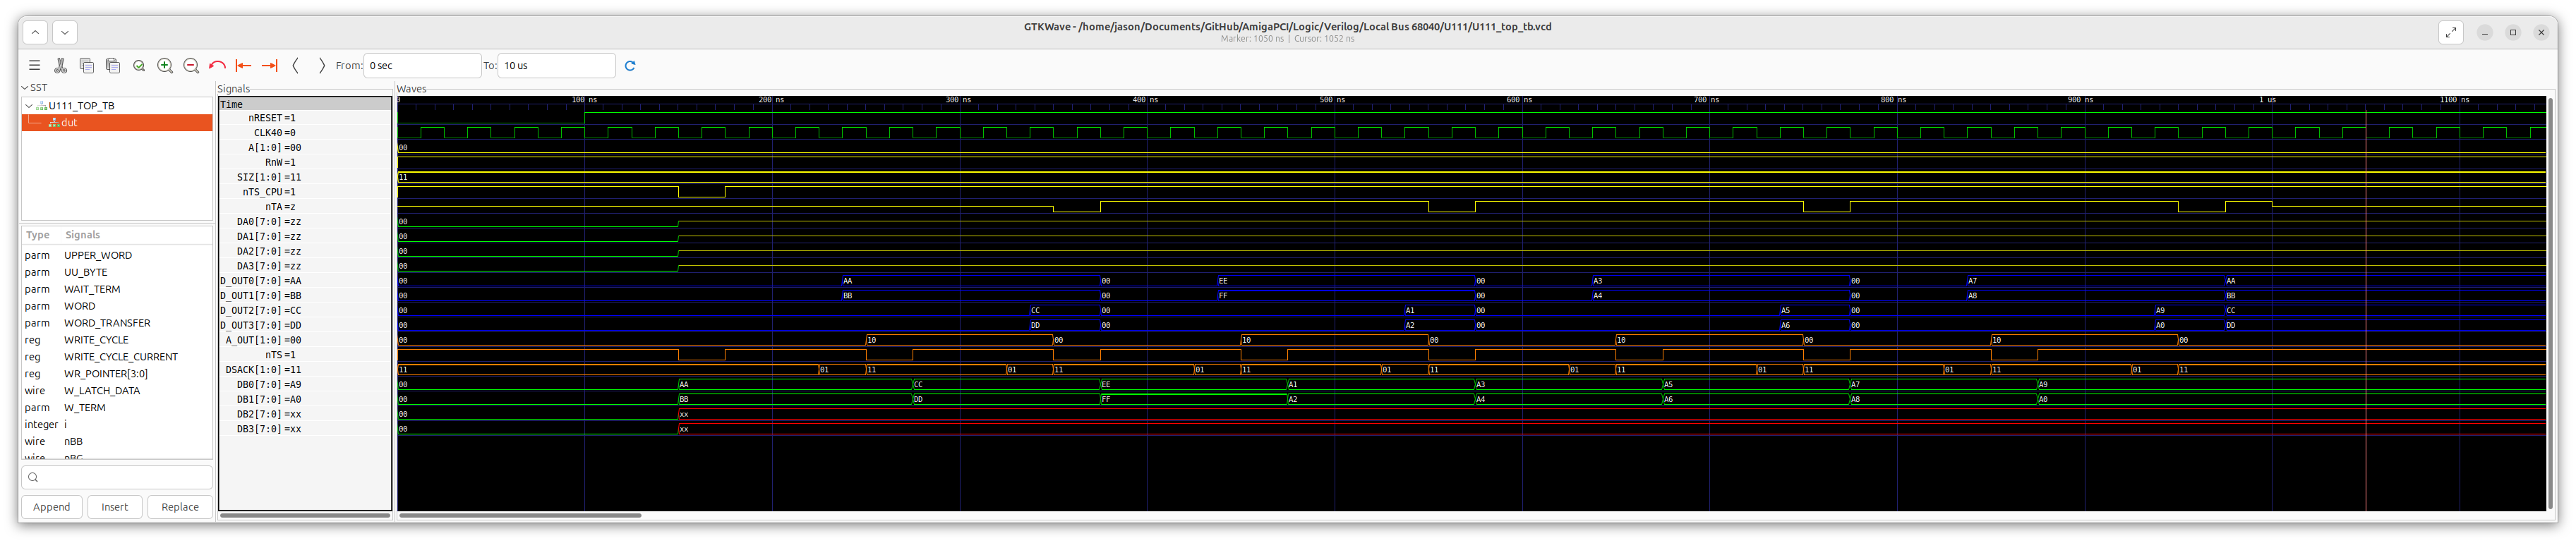 GTKWave - /home/jason/Documents/GitHub/AmigaPCI/Logic/Verilog/Local Bus 68040/U111/U111_top_tb.vcd
Marker: 1050 ns | Cursor: 1052 ns
From: 0 sec To: 10 us
SST
U111_TOP_TB
dut
Type Signals
parm UPPER_WORD
parm UU_BYTE
parm WAIT_TERM
parm WORD
parm WORD_TRANSFER
reg WRITE_CYCLE
reg WRITE_CYCLE_CURRENT
reg WR_POINTER[3:0]
wire W_LATCH_DATA
parm W_TERM
integer i
wire nBB
wire nBG
Append Insert Replace
Signals
Time
nRESET=1
CLK40=0
A[1:0]=00
RnW=1
SIZ[1:0]=11
nTS_CPU=1
nTA=z
DA0[7:0]=zz
DA1[7:0]=zz
DA2[7:0]=zz
DA3[7:0]=zz
D_OUT0[7:0]=AA
D_OUT1[7:0]=BB
D_OUT2[7:0]=CC
D_OUT3[7:0]=DD
A_OUT[1:0]=00
nTS=1
DSACK[1:0]=11
DB0[7:0]=A9
DB1[7:0]=A0
DB2[7:0]=xx
DB3[7:0]=xx
Waves
0 100 ns 200 ns 300 ns 400 ns 500 ns 600 ns 700 ns 800 ns 900 ns 1 us 1100 ns
00
11
00
00
00
00
00 AA 00 EE 00 A3 00 A7 AA
00 BB 00 FF 00 A4 00 A8 BB
00 CC 00 A1 00 A5 00 A9 CC
00 DD 00 A2 00 A6 00 A0 DD
00 10 00 10 00 10 00 10 00
11 01 11 01 11 01 11 01 11 01 11 01 11 01 11 01 11
00 AA CC EE A1 A3 A5 A7 A9
00 BB DD FF A2 A4 A6 A8 A0
00 xx
00 xx